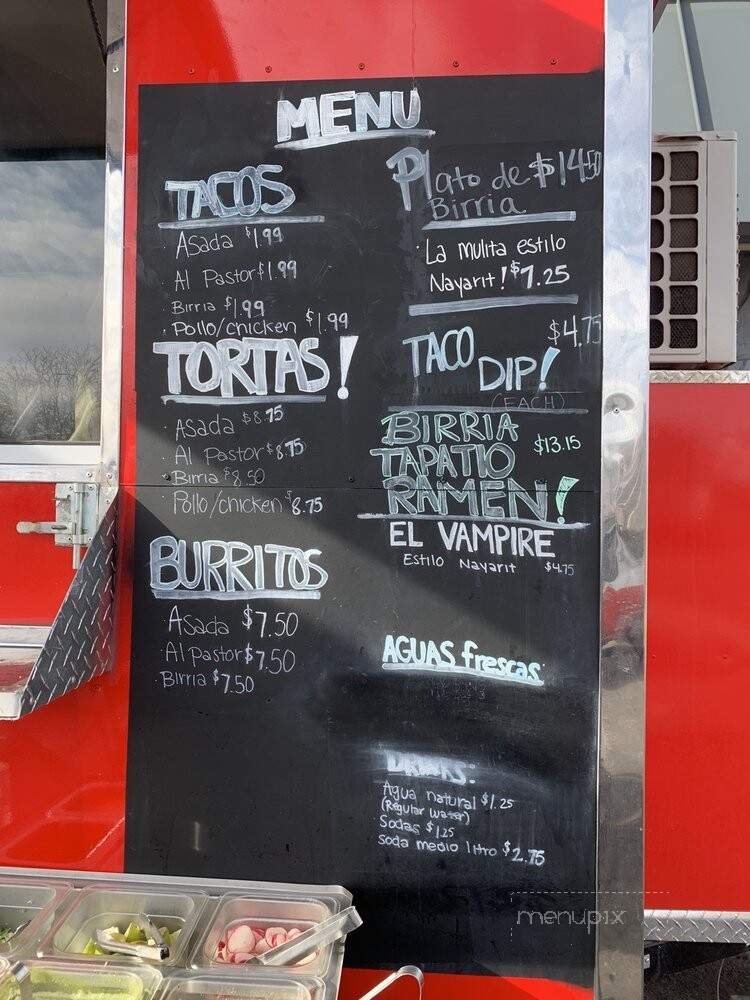 MENU
TACOS
Asada $1.99
Al Pastor $1.99
Birria $1.99
Pollo/chicken $1.99
TORTAS!
Asada $8.75
Al Pastor $8.75
Birria $8.50
Pollo/chicken $8.75
BURRITOS
Asada $7.50
Al pastor $7.50
Birria $7.50
Plato de $14.50
Birria
La mulita estilo
Nayarit! $7.25
TACO $4.75
DIP!
(EACH)
BIRRIA $13.15
TAPATIO
RAMEN!
EL VAMPIRE
Estilo Nayarit $4.75
AGUAS frescas
DRINKS:
Agua natural $1.25
(Regular water)
Sodas $1.25
Soda medio litro $2.75
menupix